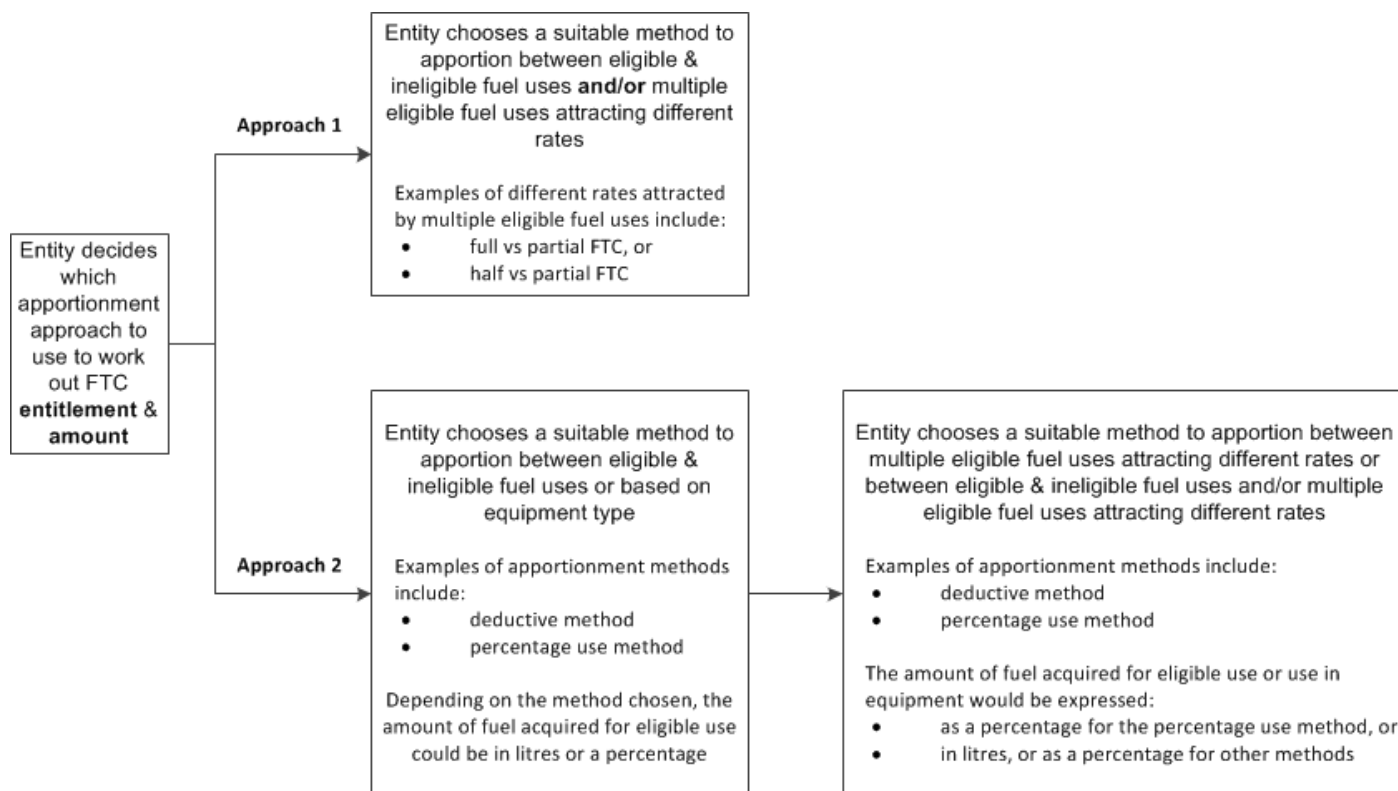 Entity decides
which
apportionment
approach to
use to work
out FTC
entitlement &
amount
Approach 1
Entity chooses a suitable method to
apportion between eligible &
ineligible fuel uses and/or multiple
eligible fuel uses attracting different
rates
Examples of different rates attracted
by multiple eligible fuel uses include:
• full vs partial FTC, or
• half vs partial FTC
Approach 2
Entity chooses a suitable method to
apportion between eligible &
ineligible fuel uses or based on
equipment type
Examples of apportionment methods
include:
• deductive method
• percentage use method
Depending on the method chosen, the
amount of fuel acquired for eligible use
could be in litres or a percentage
Entity chooses a suitable method to apportion between
multiple eligible fuel uses attracting different rates or
between eligible & ineligible fuel uses and/or multiple
eligible fuel uses attracting different rates
Examples of apportionment methods include:
• deductive method
• percentage use method
The amount of fuel acquired for eligible use or use in
equipment would be expressed:
• as a percentage for the percentage use method, or
• in litres, or as a percentage for other methods